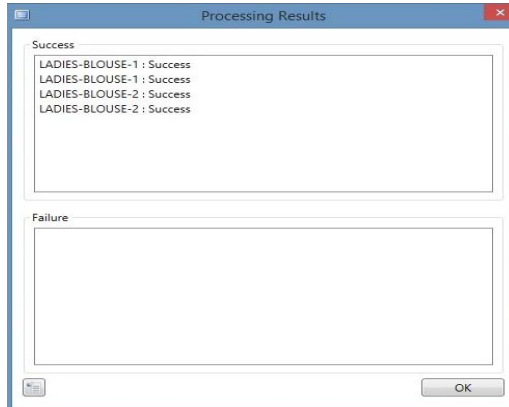 Processing Results
Success
LADIES-BLOUSE-1 : Success
LADIES-BLOUSE-1 : Success
LADIES-BLOUSE-2 : Success
LADIES-BLOUSE-2 : Success
Failure
OK